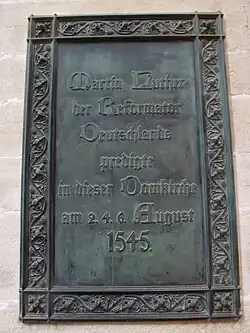 Martin Luther
der Reformator
Deutschlands
predigte
in dieser Domkirche
am 2. 4. 6. August
1545.